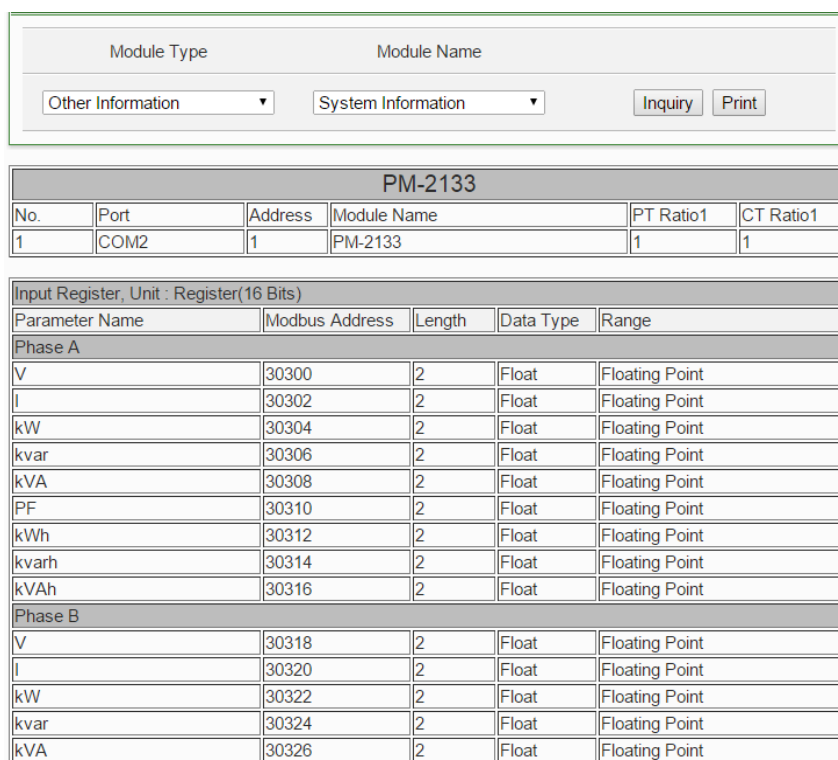 Module Type Module Name
Other Information System Information Inquiry Print
PM-2133
No. Port Address Module Name PT Ratio1 CT Ratio1
1 COM2 1 PM-2133 1 1
Input Register, Unit : Register(16 Bits)
Parameter Name Modbus Address Length Data Type Range
Phase A
V 30300 2 Float Floating Point
I 30302 2 Float Floating Point
kW 30304 2 Float Floating Point
kvar 30306 2 Float Floating Point
kVA 30308 2 Float Floating Point
PF 30310 2 Float Floating Point
kWh 30312 2 Float Floating Point
kvarh 30314 2 Float Floating Point
kVAh 30316 2 Float Floating Point
Phase B
V 30318 2 Float Floating Point
I 30320 2 Float Floating Point
kW 30322 2 Float Floating Point
kvar 30324 2 Float Floating Point
kVA 30326 2 Float Floating Point